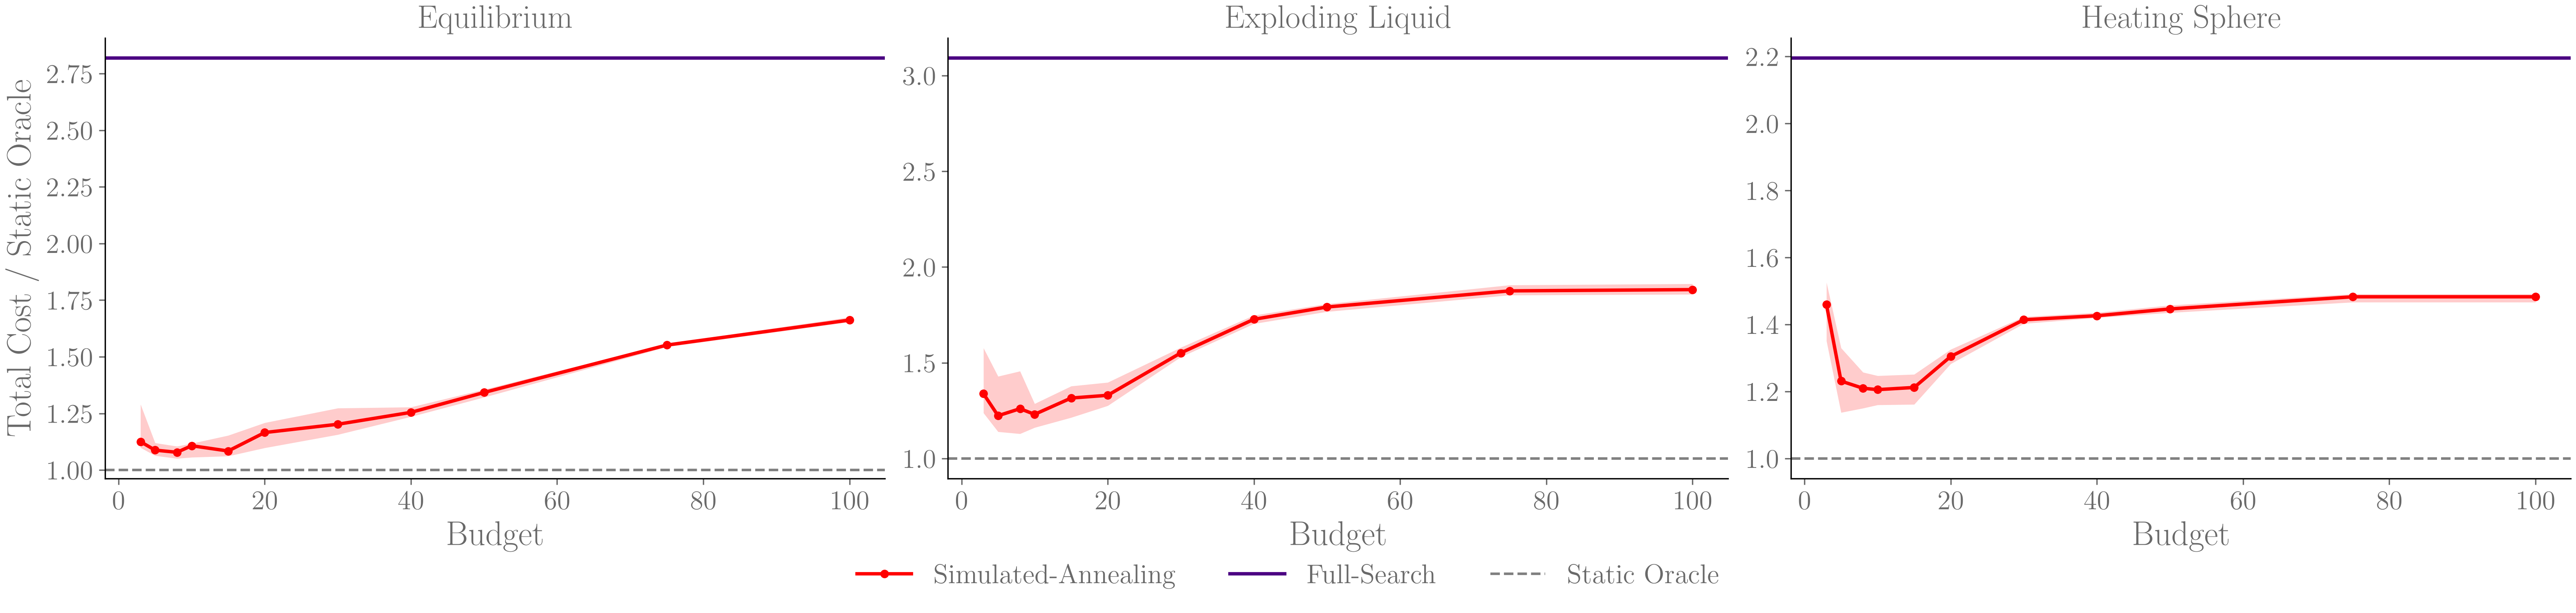 Equilibrium
Exploding Liquid
Heating Sphere
Total Cost / Static Oracle
2.75
2.50
2.25
2.00
1.75
1.50
1.25
1.00
3.0
2.5
2.0
1.5
1.0
2.2
2.0
1.8
1.6
1.4
1.2
1.0
0 20 40 60 80 100
0 20 40 60 80 100
0 20 40 60 80 100
Budget
Budget
Budget
Simulated-Annealing Full-Search Static Oracle